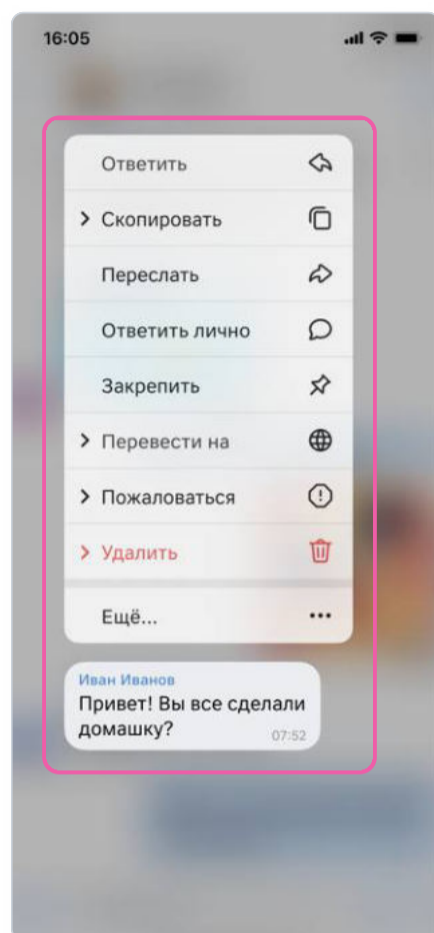 16:05
Ответить
Скопировать
Переслать
Ответить лично
Закрепить
Перевести на
Пожаловаться
Удалить
Ещё...
Иван Иванов
Привет! Вы все сделали
домашку?
07:52